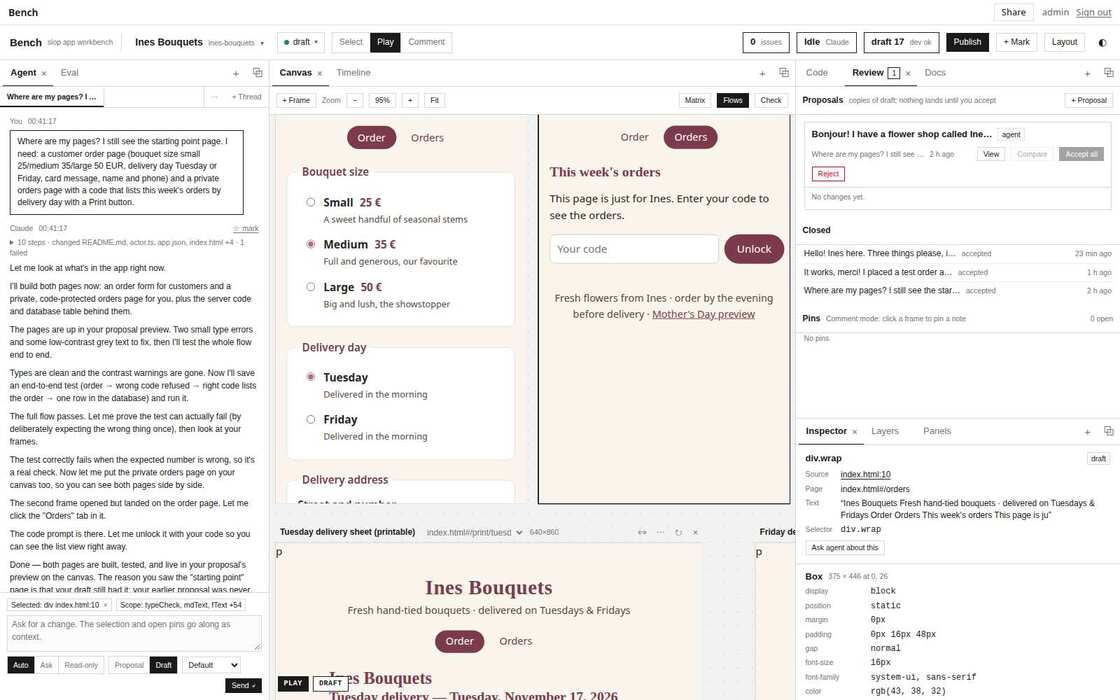 Bench
Share admin Sign out
Bench slop app workbench Ines Bouquets ines-bouquets ▾ draft ▾ Select Play Comment 0 issues Idle Claude draft 17 dev ok Publish + Mark Layout
Agent × Eval +
Where are my pages? I … ··· + Thread
You 00:41:17
Where are my pages? I still see the starting point page. I
need: a customer order page (bouquet size small
25/medium 35/large 50 EUR, delivery day Tuesday or
Friday, card message, name and phone) and a private
orders page with a code that lists this week's orders by
delivery day with a Print button.
Claude 00:41:17 ☆ mark
▸ 10 steps · changed README.md, actor.ts, app.json, index.html +4 · 1
failed
Let me look at what's in the app right now.
I'll build both pages now: an order form for customers and a
private, code-protected orders page for you, plus the server code
and database table behind them.
The pages are up in your proposal preview. Two small type errors
and some low-contrast grey text to fix, then I'll test the whole flow
end to end.
Types are clean and the contrast warnings are gone. Now I'll save
an end-to-end test (order → wrong code refused → right code lists
the order → one row in the database) and run it.
The full flow passes. Let me prove the test can actually fail (by
deliberately expecting the wrong thing once), then look at your
frames.
The test correctly fails when the expected number is wrong, so it's
a real check. Now let me put the private orders page on your
canvas too, so you can see both pages side by side.
The second frame opened but landed on the order page. Let me
click the "Orders" tab in it.
The code prompt is there. Let me unlock it with your code so you
can see the list view right away.
Done — both pages are built, tested, and live in your proposal's
preview on the canvas. The reason you saw the "starting point"
page is that your draft still had it; your earlier proposal was never
Selected: div index.html:10 × Scope: typeCheck, mdText, fText +54
Ask for a change. The selection and open pins go along as
context.
Auto Ask Read-only Proposal Draft Default
Send
Canvas × Timeline +
+ Frame Zoom − 95% + Fit Matrix Flows Check
Order Orders
Bouquet size
Small 25 €
A sweet handful of seasonal stems
Medium 35 €
Full and generous, our favourite
Large 50 €
Big and lush, the showstopper
Delivery day
Tuesday
Delivered in the morning
Friday
Delivered in the morning
Delivery address
Street and number
Order Orders
This week's orders
This page is just for Ines. Enter your code to
see the orders.
Your code Unlock
Fresh flowers from Ines · order by the evening
before delivery · Mother's Day preview
Tuesday delivery sheet (printable) index.html#/print/tuesd 640×860 ⇔ ··· ↻ × Friday de
p p
Ines Bouquets
Fresh hand-tied bouquets · delivered on Tuesdays & Fridays
Order Orders
Ines Bouquets
Tuesday delivery — Tuesday, November 17, 2026
PLAY DRAFT
Code Review 1 × Docs +
Proposals copies of draft; nothing lands until you accept + Proposal
Bonjour! I have a flower shop called Ine… agent
Where are my pages? I still see … 2 h ago View Compare Accept all
Reject
No changes yet.
Closed
Hello! Ines here. Three things please, i… accepted 23 min ago
It works, merci! I placed a test order a… accepted 1 h ago
Where are my pages? I still see the star… accepted 2 h ago
Pins Comment mode: click a frame to pin a note 0 open
No pins.
Inspector × Layers Panels +
div.wrap draft
Source index.html:10
Page index.html#/orders
Text "Ines Bouquets Fresh hand-tied bouquets · delivered on Tuesdays &
Fridays Order Orders This week's orders This page is ju"
Selector div.wrap
Ask agent about this
Box 375 × 446 at 0, 26
display block
position static
margin 0px
padding 0px 16px 48px
gap normal
font-size 16px
font-family system-ui, sans-serif
color rgb(43, 38, 32)